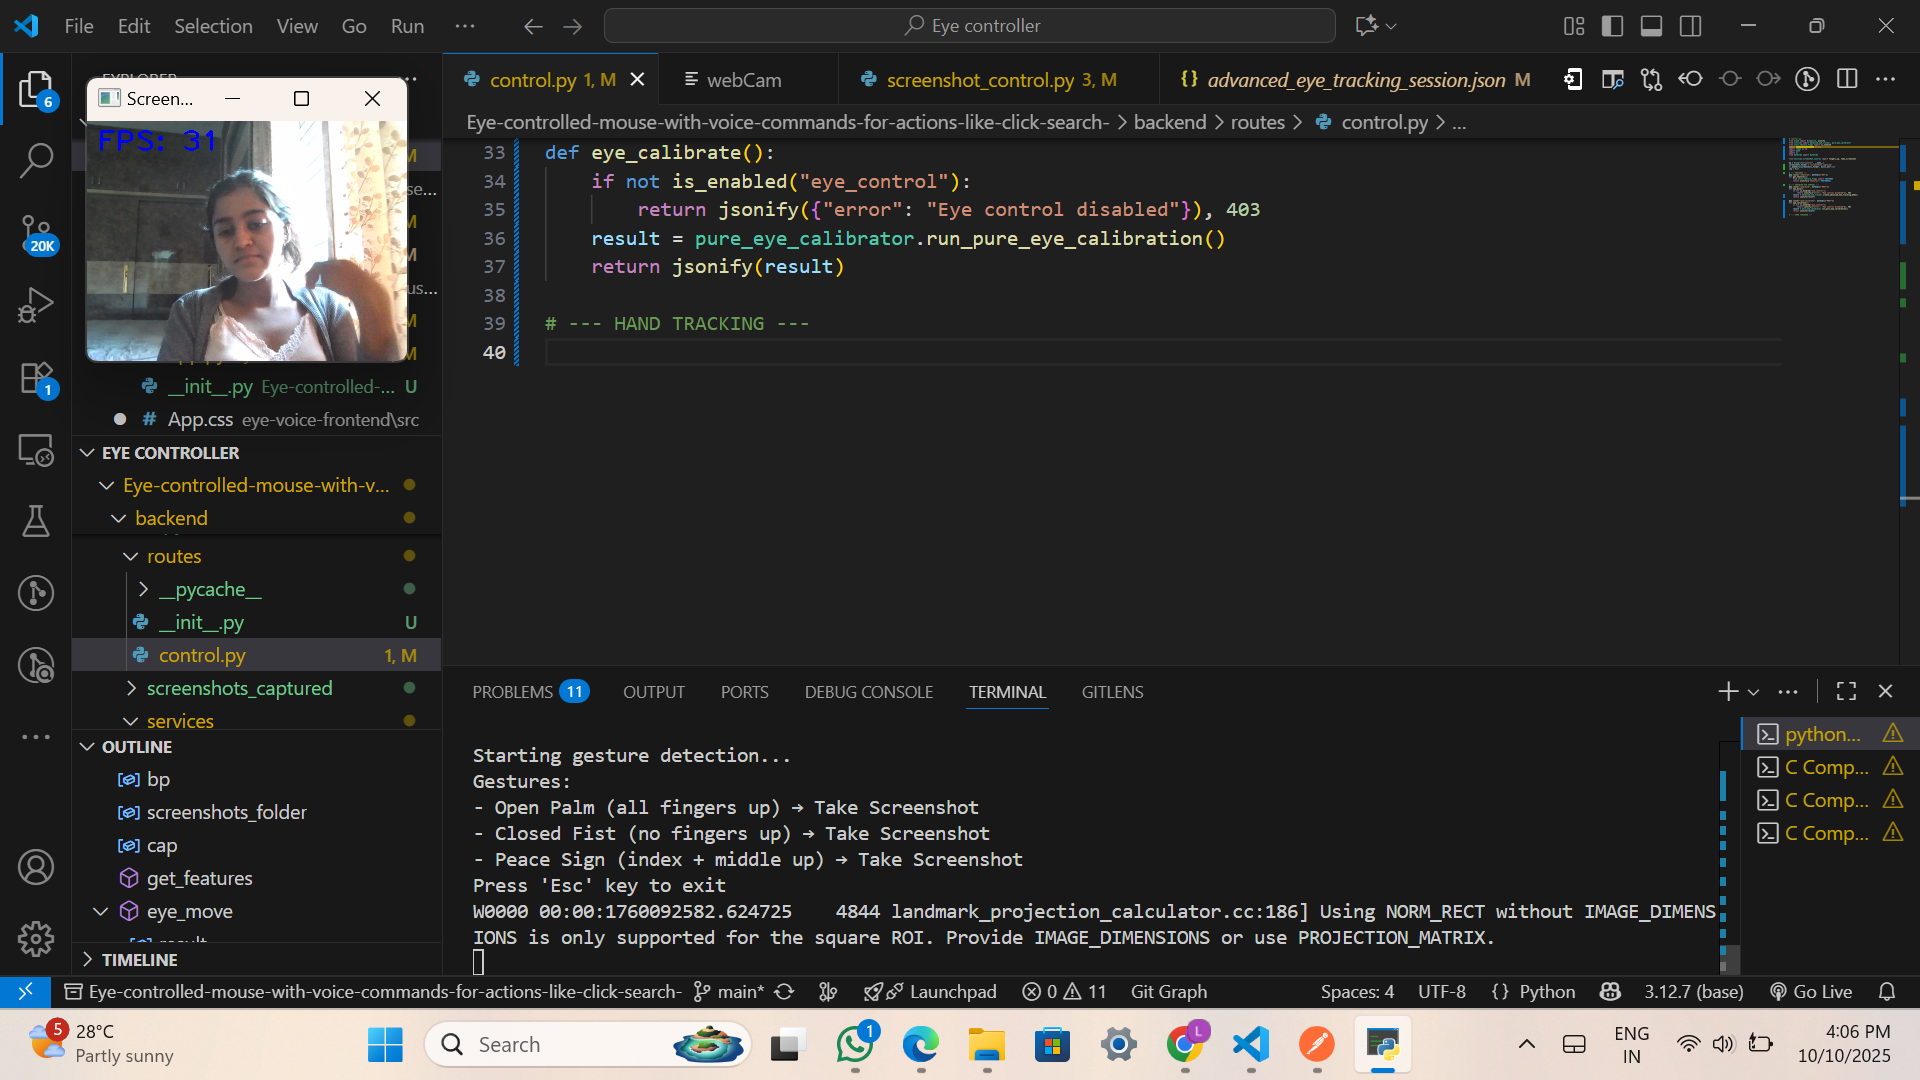 File Edit Selection View Go Run ···
Eye controller
EXPLORER
6
20K
1
Screen...
FPS: 31
control.py 1, M
webCam
screenshot_control.py 3, M
{} advanced_eye_tracking_session.json M
Eye-controlled-mouse-with-voice-commands-for-actions-like-click-search- > backend > routes > control.py > ...
33 def eye_calibrate():
34 if not is_enabled("eye_control"):
35 return jsonify({"error": "Eye control disabled"}), 403
36 result = pure_eye_calibrator.run_pure_eye_calibration()
37 return jsonify(result)
38
39 # --- HAND TRACKING ---
40
__init__.py Eye-controlled-... U
# App.css eye-voice-frontend\src
EYE CONTROLLER
Eye-controlled-mouse-with-v...
backend
routes
__pycache__
__init__.py U
control.py 1, M
screenshots_captured
services
OUTLINE
bp
screenshots_folder
cap
get_features
eye_move
TIMELINE
PROBLEMS 11 OUTPUT PORTS DEBUG CONSOLE TERMINAL GITLENS
Starting gesture detection...
Gestures:
- Open Palm (all fingers up) → Take Screenshot
- Closed Fist (no fingers up) → Take Screenshot
- Peace Sign (index + middle up) → Take Screenshot
Press 'Esc' key to exit
W0000 00:00:1760092582.624725    4844 landmark_projection_calculator.cc:186] Using NORM_RECT without IMAGE_DIMENS
IONS is only supported for the square ROI. Provide IMAGE_DIMENSIONS or use PROJECTION_MATRIX.
python...
C Comp...
C Comp...
C Comp...
Eye-controlled-mouse-with-voice-commands-for-actions-like-click-search- main* Launchpad 0 11 Git Graph Spaces: 4 UTF-8 {} Python 3.12.7 (base) Go Live
5
28°C
Partly sunny
Search
1
L
ENG
IN
4:06 PM
10/10/2025